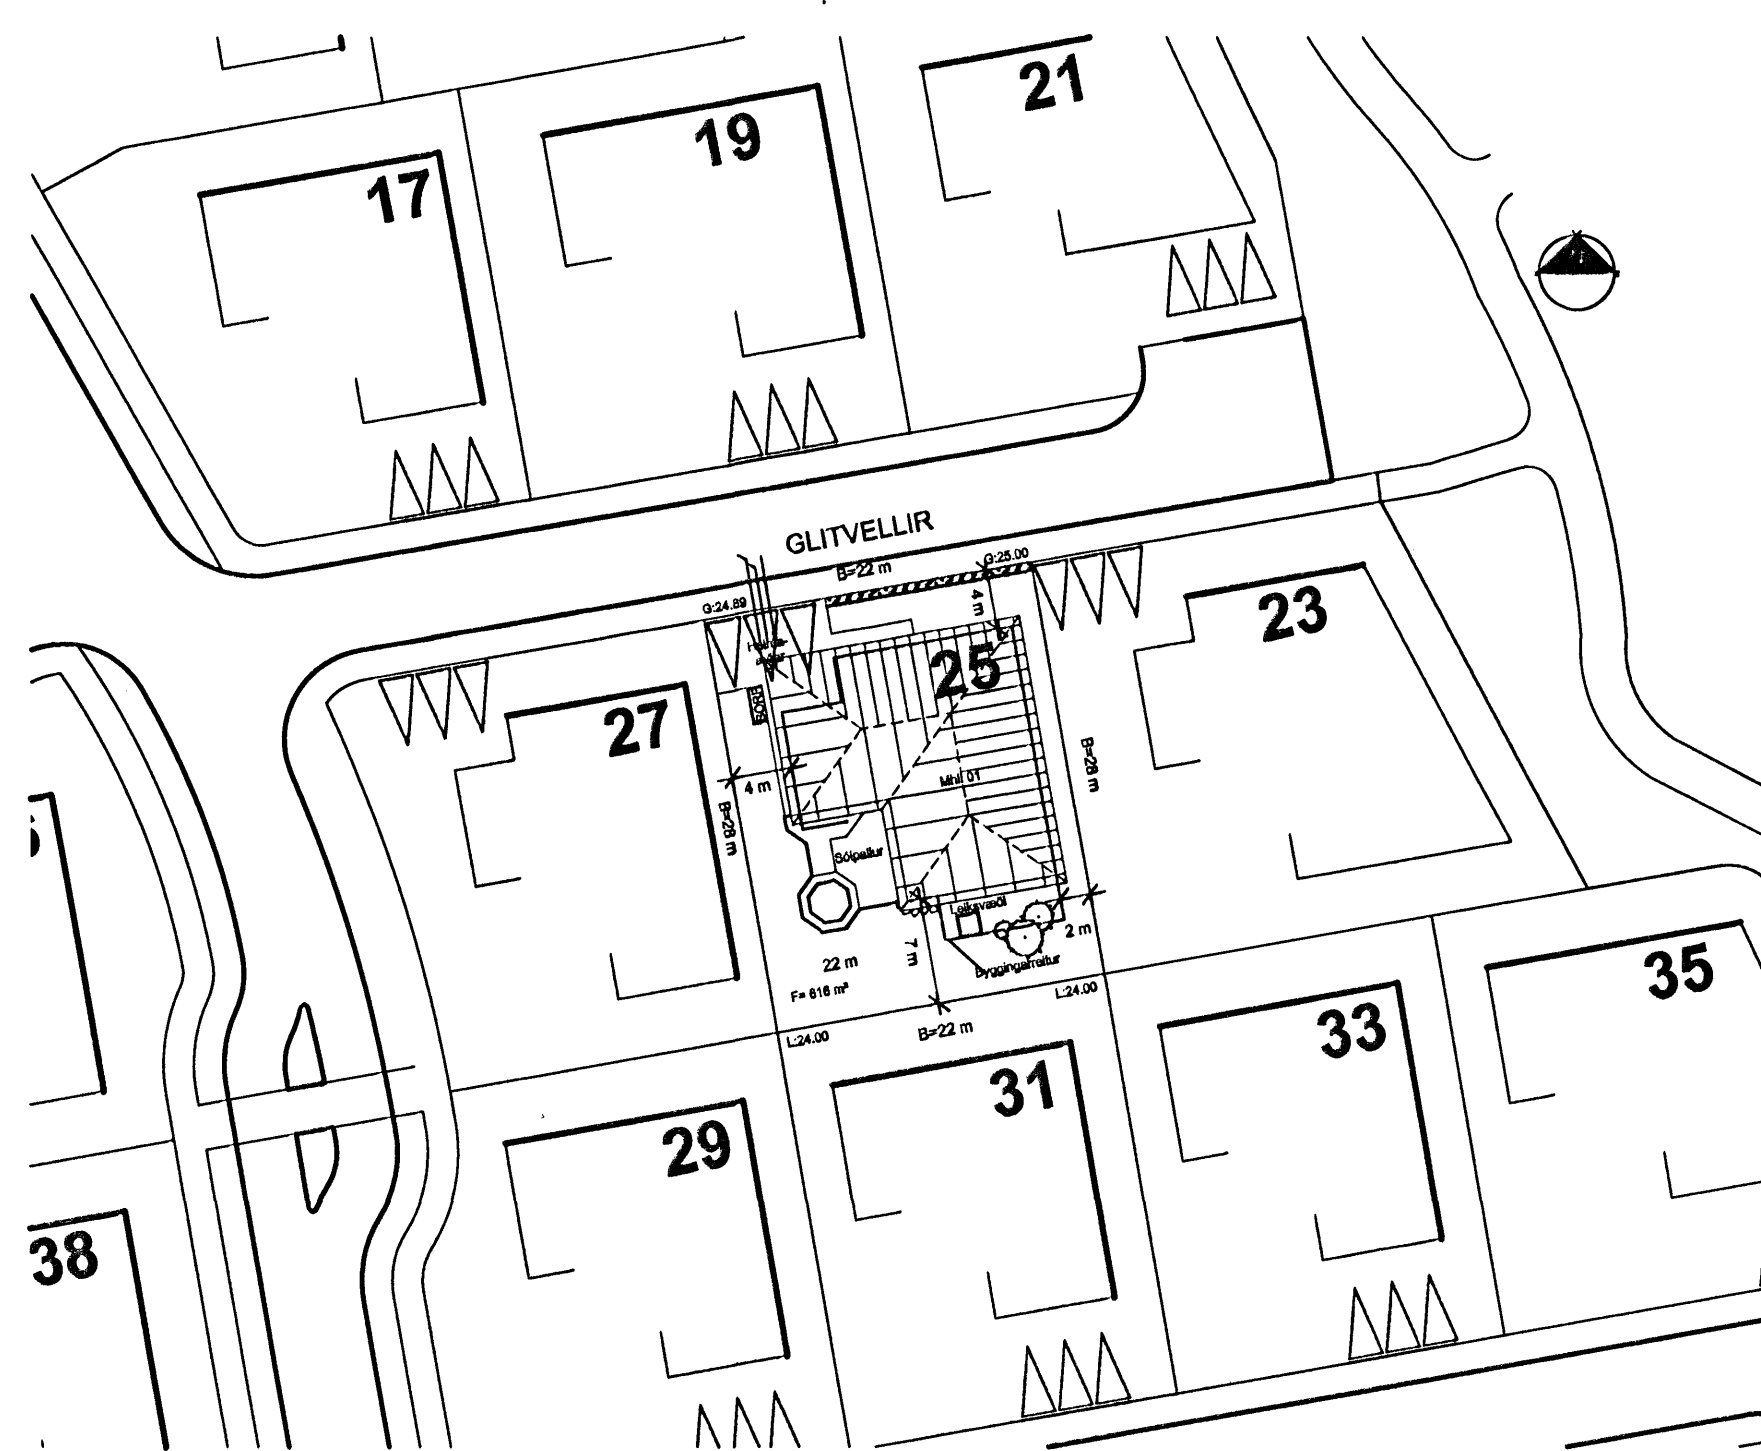 21
19
17
GLITVELLIR
G:25.00
B=22 m
G:24.89
4 m
23
25
27
SORP
B=28 m
Mhl. 01
4 m
B=28 m
Sólpallur
Leiksvæði
2 m
7 m
22 m
Byggingarreitur
F= 616 m²
L:24.00
35
33
B=22 m
L:24.00
31
29
38